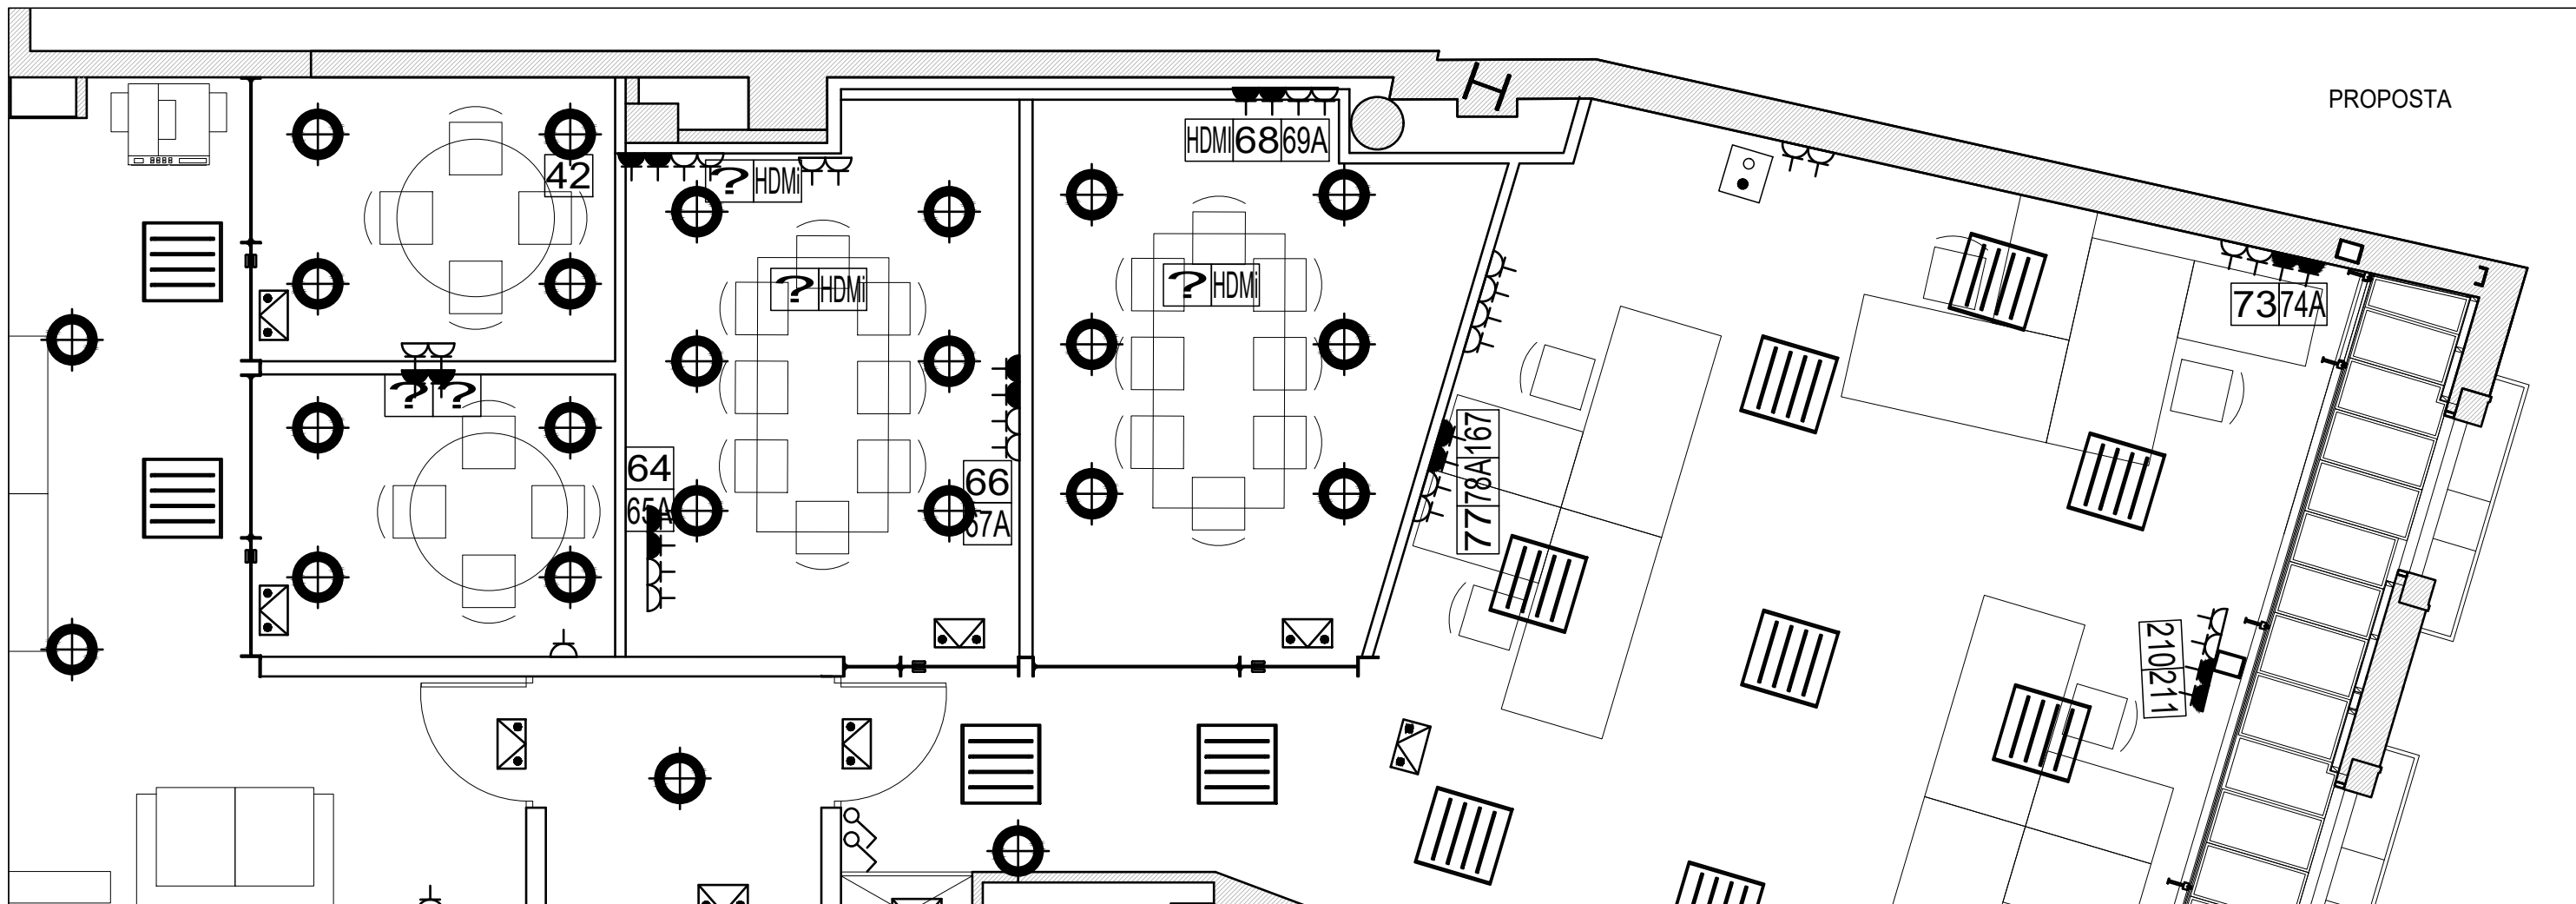 PROPOSTA
HDMI 68 69A
42
? HDMi
? HDMi
? HDMi
73 74A
? ?
64
65A
66
67A
77 78A 167
210 211